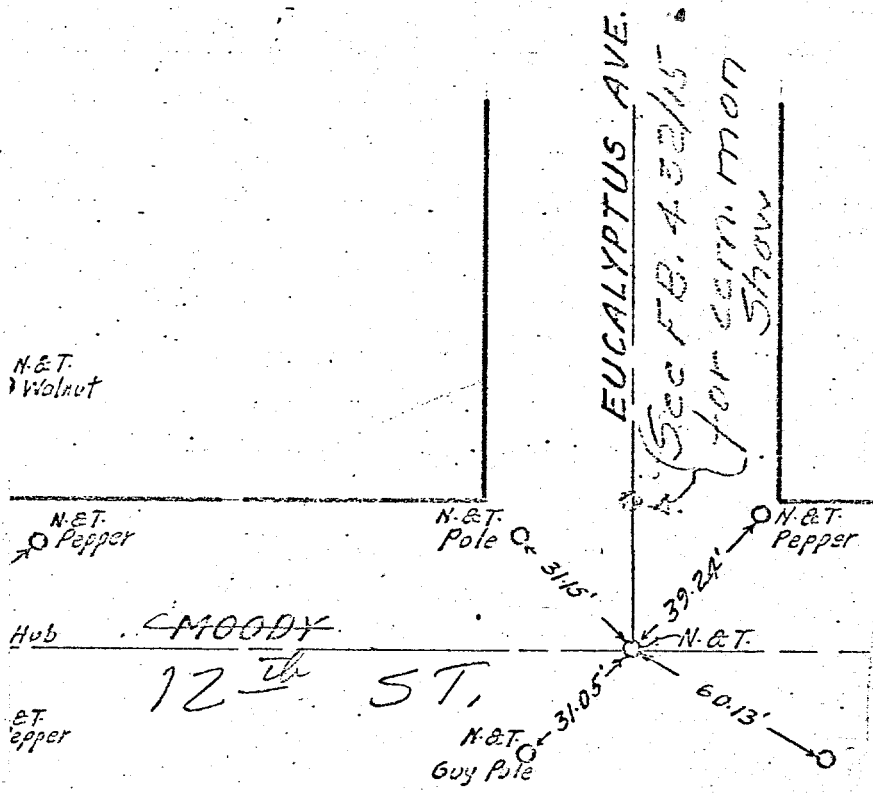 EUCALYPTUS AVE.
See F.B. 432/15
for cem. mon
Show
N.&T.
Walnut
N.&T.
Pepper
N.&T.
Pole
N.&T.
Pepper
31.15'
39.24'
Hub
MOODY
N.&T.
12th ST.
31.05'
60.13'
&T.
epper
N.&T.
Guy Pole